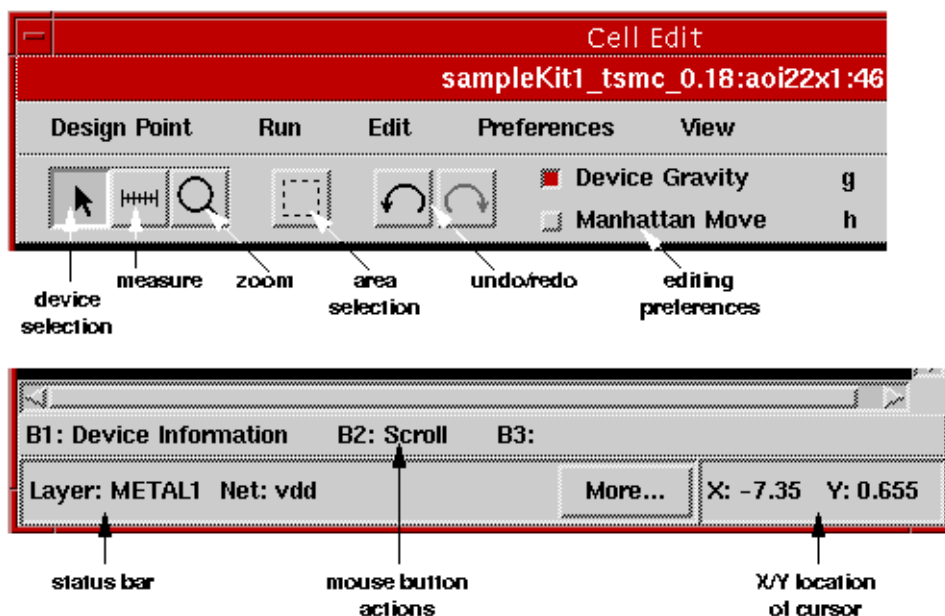 Cell Edit
sampleKit1_tsmc_0.18:aoi22x1:46
Design Point Run Edit Preferences View
Device Gravity g
Manhattan Move h
device selection
measure
zoom
area selection
undo/redo
editing preferences
B1: Device Information B2: Scroll B3:
Layer: METAL1 Net: vdd More... X: -7.35 Y: 0.655
status bar
mouse button actions
X/Y location of cursor